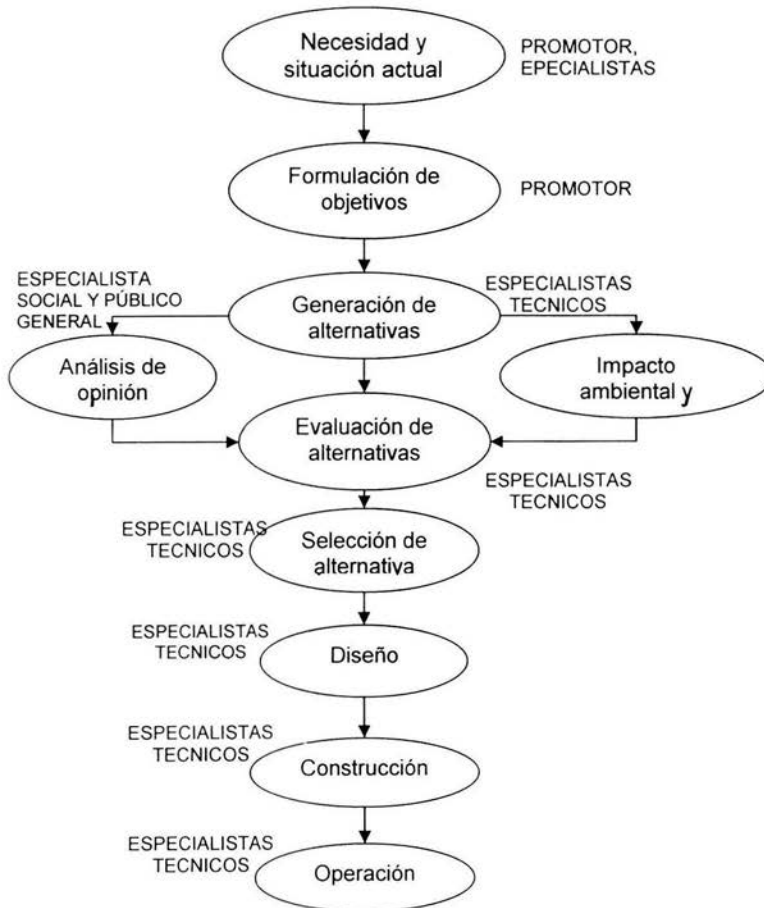 Necesidad y
situación actual
PROMOTOR,
EPECIALISTAS
Formulación de
objetivos
PROMOTOR
ESPECIALISTA
SOCIAL Y PÚBLICO
GENERAL
Generación de
alternativas
ESPECIALISTAS
TECNICOS
Análisis de
opinión
Impacto
ambiental y
Evaluación de
alternativas
ESPECIALISTAS
TECNICOS
ESPECIALISTAS
TECNICOS
Selección de
alternativa
ESPECIALISTAS
TECNICOS
Diseño
ESPECIALISTAS
TECNICOS
Construcción
ESPECIALISTAS
TECNICOS
Operación